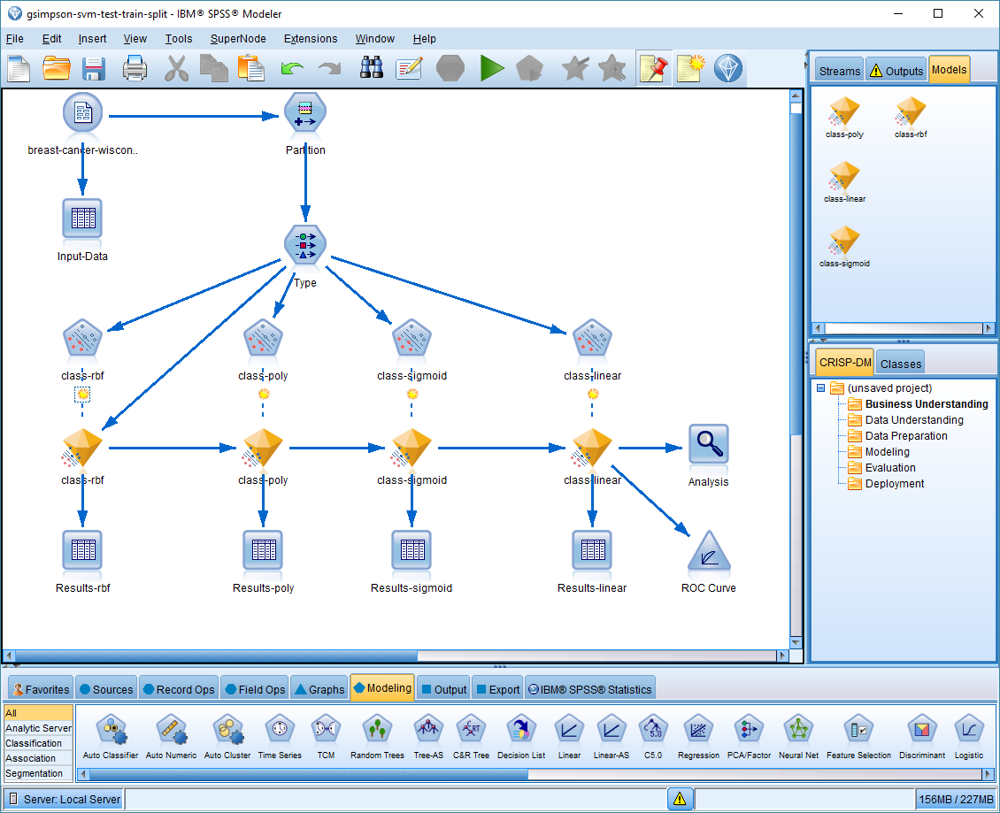 gsimpson-svm-test-train-split - IBM® SPSS® Modeler
File Edit Insert View Tools SuperNode Extensions Window Help
Streams Outputs Models
breast-cancer-wiscon..
Partition
Input-Data
Type
class-rbf class-poly class-sigmoid class-linear
class-rbf class-poly class-sigmoid class-linear Analysis
Results-rbf Results-poly Results-sigmoid Results-linear ROC Curve
class-poly class-rbf
class-linear
class-sigmoid
CRISP-DM Classes
(unsaved project)
Business Understanding
Data Understanding
Data Preparation
Modeling
Evaluation
Deployment
Favorites Sources Record Ops Field Ops Graphs Modeling Output Export IBM® SPSS® Statistics
All
Analytic Server
Classification
Association
Segmentation
Auto Classifier Auto Numeric Auto Cluster Time Series TCM Random Trees Tree-AS C&R Tree Decision List Linear Linear-AS C5.0 Regression PCA/Factor Neural Net Feature Selection Discriminant Logistic
Server: Local Server
156MB / 227MB